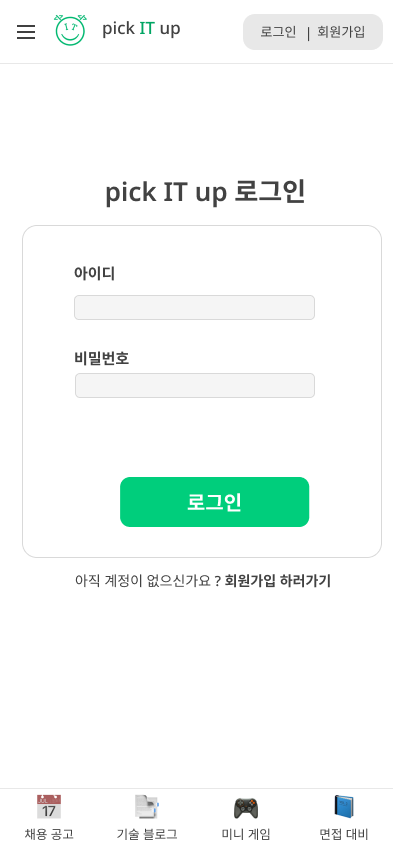 pick IT up
로그인 | 회원가입
pick IT up 로그인
아이디
비밀번호
로그인
아직 계정이 없으신가요 ? 회원가입 하러가기
17
채용 공고 기술 블로그 미니 게임 면접 대비